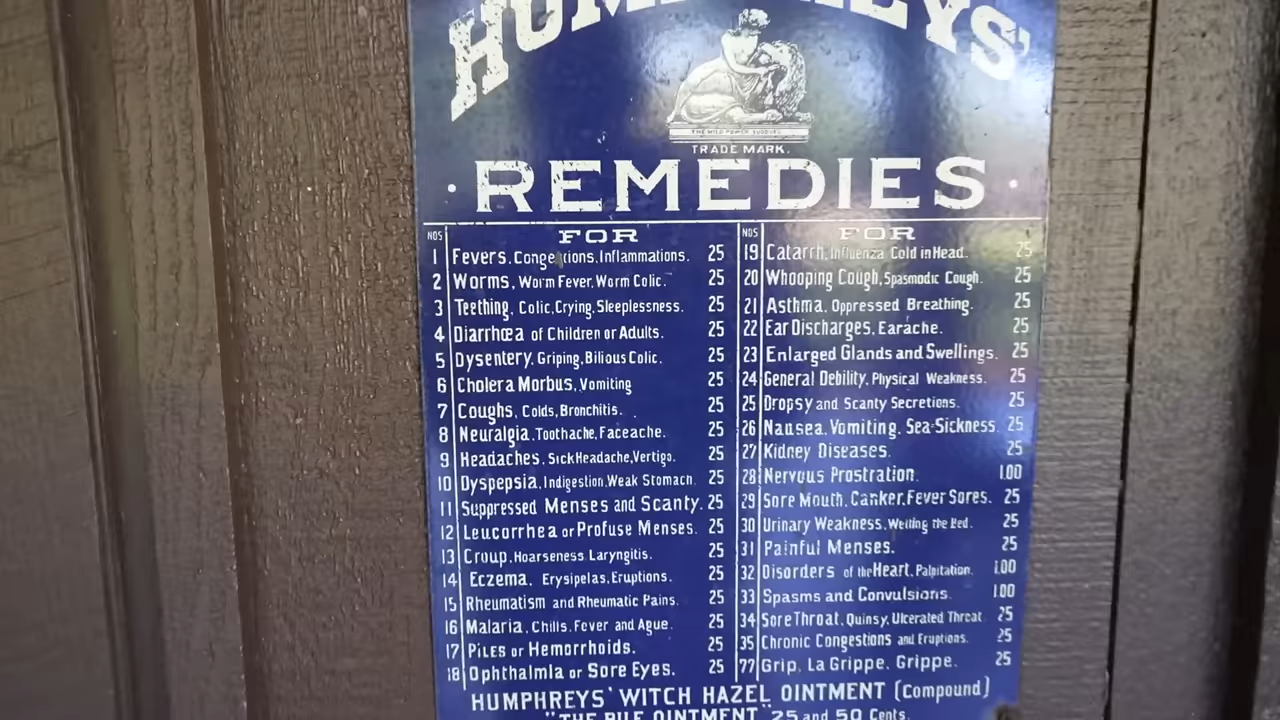 HUMPHREYS'
THE MILD POWER SUBDUES
TRADE MARK.
· REMEDIES ·
NOS FOR
1 Fevers, Congestions, Inflammations. 25
2 Worms, Worm Fever, Worm Colic. 25
3 Teething, Colic, Crying, Sleeplessness. 25
4 Diarrhœa of Children or Adults. 25
5 Dysentery, Griping, Bilious Colic. 25
6 Cholera Morbus, Vomiting 25
7 Coughs, Colds, Bronchitis. 25
8 Neuralgia, Toothache, Faceache. 25
9 Headaches, Sick Headache, Vertigo. 25
10 Dyspepsia, Indigestion, Weak Stomach. 25
11 Suppressed Menses and Scanty. 25
12 Leucorrhea or Profuse Menses. 25
13 Croup, Hoarseness, Laryngitis. 25
14 Eczema, Erysipelas, Eruptions. 25
15 Rheumatism and Rheumatic Pains. 25
16 Malaria, Chills, Fever and Ague. 25
17 PILES or Hemorrhoids. 25
18 Ophthalmia or Sore Eyes. 25
NOS FOR
19 Catarrh, Influenza, Cold in Head. 25
20 Whooping Cough, Spasmodic Cough. 25
21 Asthma, Oppressed Breathing. 25
22 Ear Discharges, Earache. 25
23 Enlarged Glands and Swellings. 25
24 General Debility, Physical Weakness. 25
25 Dropsy and Scanty Secretions. 25
26 Nausea, Vomiting, Sea-Sickness. 25
27 Kidney Diseases. 25
28 Nervous Prostration. 1.00
29 Sore Mouth, Canker, Fever Sores. 25
30 Urinary Weakness, Wetting the Bed. 25
31 Painful Menses. 25
32 Disorders of the Heart, Palpitation. 1.00
33 Spasms and Convulsions. 1.00
34 Sore Throat, Quinsy, Ulcerated Throat 25
35 Chronic Congestions and Eruptions. 25
77 Grip, La Grippe, Grippe. 25
HUMPHREYS' WITCH HAZEL OINTMENT (Compound)
"THE PILE OINTMENT" 25 and 50 Cents.